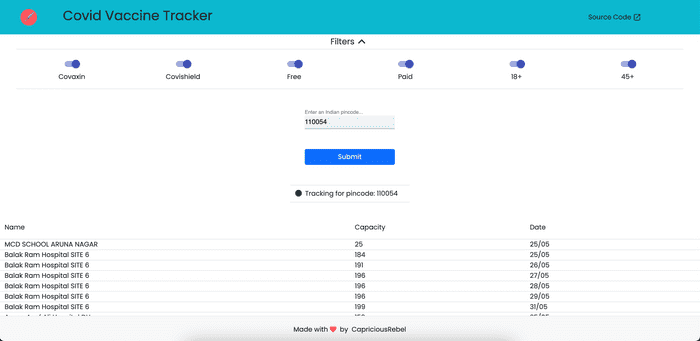 Covid Vaccine Tracker
Source Code
Filters
Covaxin Covishield Free Paid 18+ 45+
Enter an Indian pincode...
110054
Submit
Tracking for pincode: 110054
Name Capacity Date
MCD SCHOOL ARUNA NAGAR 25 25/05
Balak Ram Hospital SITE 6 184 25/05
Balak Ram Hospital SITE 6 191 26/05
Balak Ram Hospital SITE 6 196 27/05
Balak Ram Hospital SITE 6 196 28/05
Balak Ram Hospital SITE 6 196 29/05
Balak Ram Hospital SITE 6 199 31/05
Made with by CapriciousRebel